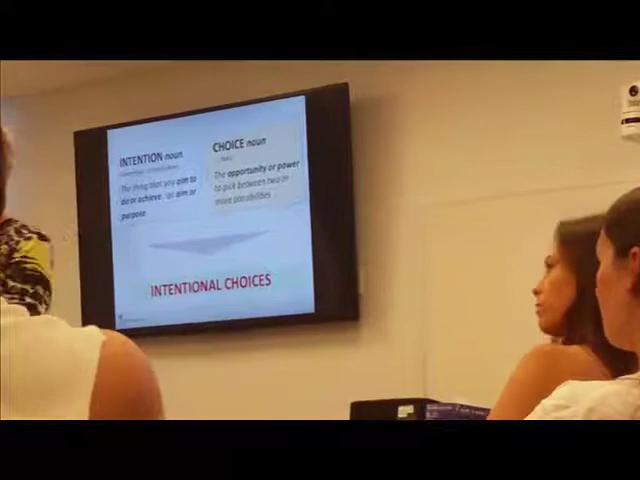 INTENTION noun
The thing that you aim to
do or achieve : an aim or
purpose
CHOICE noun
The opportunity or power
to pick between two or
more possibilities
INTENTIONAL CHOICES